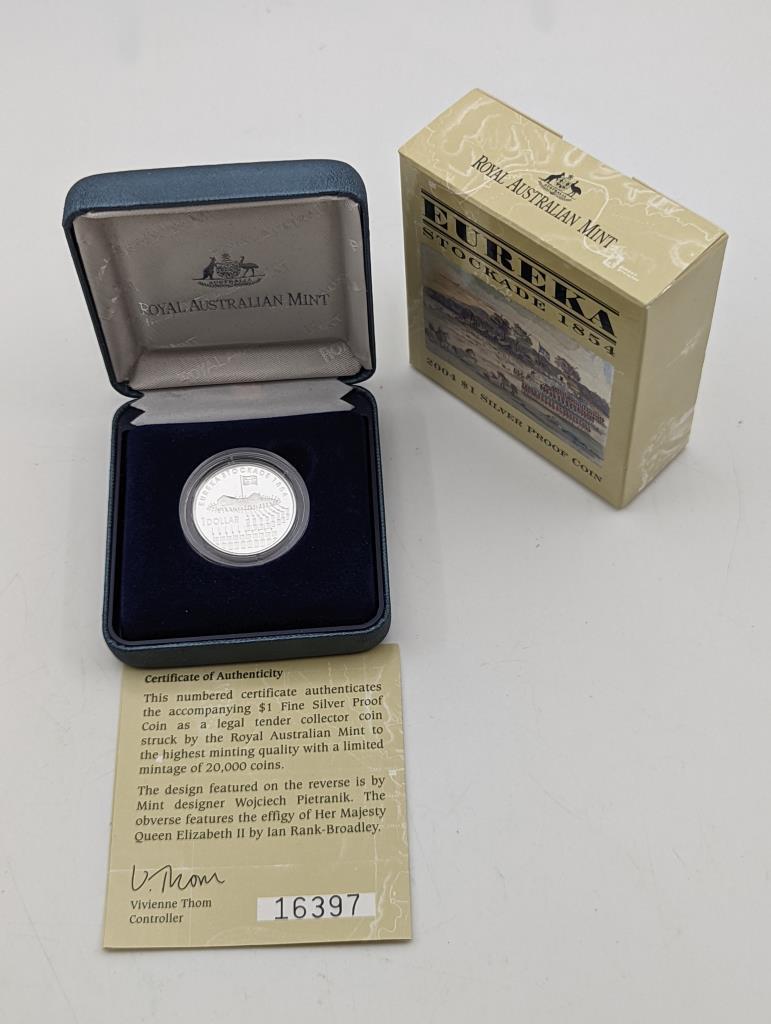 ROYAL AUSTRALIAN MINT
EUREKA
STOCKADE 1854
2004 $1 SILVER PROOF COIN
ROYAL AUSTRALIAN MINT
EUREKA STOCKADE 1854
1 DOLLAR
Certificate of Authenticity
This numbered certificate authenticates
the accompanying $1 Fine Silver Proof
Coin as a legal tender collector coin
struck by the Royal Australian Mint to
the highest minting quality with a limited
mintage of 20,000 coins.
The design featured on the reverse is by
Mint designer Wojciech Pietranik. The
obverse features the effigy of Her Majesty
Queen Elizabeth II by Ian Rank-Broadley.
V. Thom
Vivienne Thom
Controller
16397